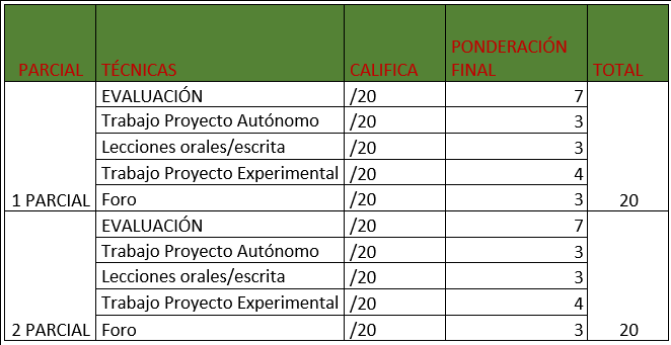 PARCIAL TÉCNICAS CALIFICA PONDERACIÓN FINAL TOTAL
EVALUACIÓN /20 7
Trabajo Proyecto Autónomo /20 3
Lecciones orales/escrita /20 3
Trabajo Proyecto Experimental /20 4
1 PARCIAL Foro /20 3 20
EVALUACIÓN /20 7
Trabajo Proyecto Autónomo /20 3
Lecciones orales/escrita /20 3
Trabajo Proyecto Experimental /20 4
2 PARCIAL Foro /20 3 20